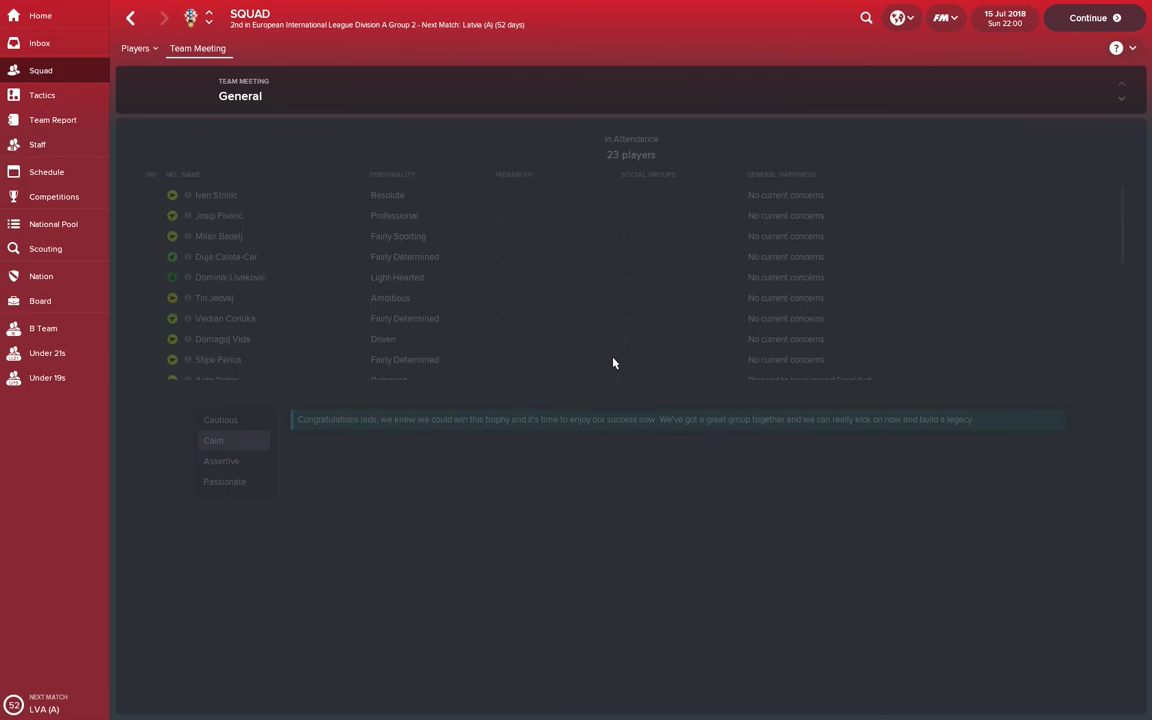 Home
SQUAD
2nd in European International League Division A Group 2 - Next Match: Latvia (A) (52 days)
FM
15 Jul 2018
Sun 22:00
Continue
Inbox
Players
Team Meeting
?
Squad
TEAM MEETING
General
Tactics
Team Report
Staff
In Attendance
23 players
Schedule
MO.. NAME PERSONALITY HIERARCHY SOCIAL GROUPS GENERAL HAPPINESS
Competitions
Ivan Strinic Resolute - - No current concerns
Josip Pivaric Professional - - No current concerns
National Pool
Milan Badelj Fairly Sporting - - No current concerns
Scouting
Duje Caleta-Car Fairly Determined - - No current concerns
Nation
Dominik Livakovic Light-Hearted - - No current concerns
Board
Tin Jedvaj Ambitious - - No current concerns
B Team
Vedran Corluka Fairly Determined - - No current concerns
Domagoj Vida Driven - - No current concerns
Under 21s
Stipe Perica Fairly Determined - - No current concerns
Under 19s
Cautious
Calm
Assertive
Passionate
Congratulations lads, we knew we could win this trophy and it's time to enjoy our success now. We've got a great group together and we can really kick on now and build a legacy.
52
NEXT MATCH
LVA (A)